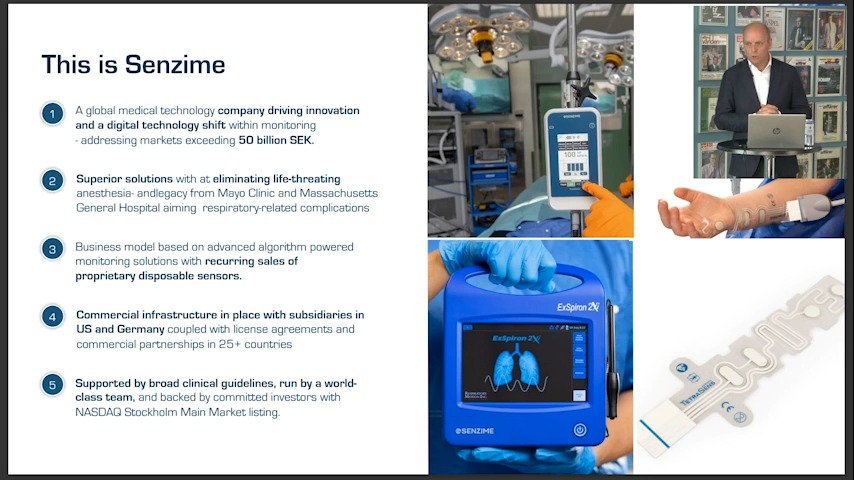 This is Senzime
1
A global medical technology company driving innovation
and a digital technology shift within monitoring
- addressing markets exceeding 50 billion SEK.
2
Superior solutions with at eliminating life-threating
anesthesia- andlegacy from Mayo Clinic and Massachusetts
General Hospital aiming respiratory-related complications
3
Business model based on advanced algorithm powered
monitoring solutions with recurring sales of
proprietary disposable sensors.
4
Commercial infrastructure in place with subsidiaries in
US and Germany coupled with license agreements and
commercial partnerships in 25+ countries
5
Supported by broad clinical guidelines, run by a world-
class team, and backed by committed investors with
NASDAQ Stockholm Main Market listing.
100
ExSpiron 2Xi
ExSpiron 2Xi
SENZIME
TETRASENS
CE
hp